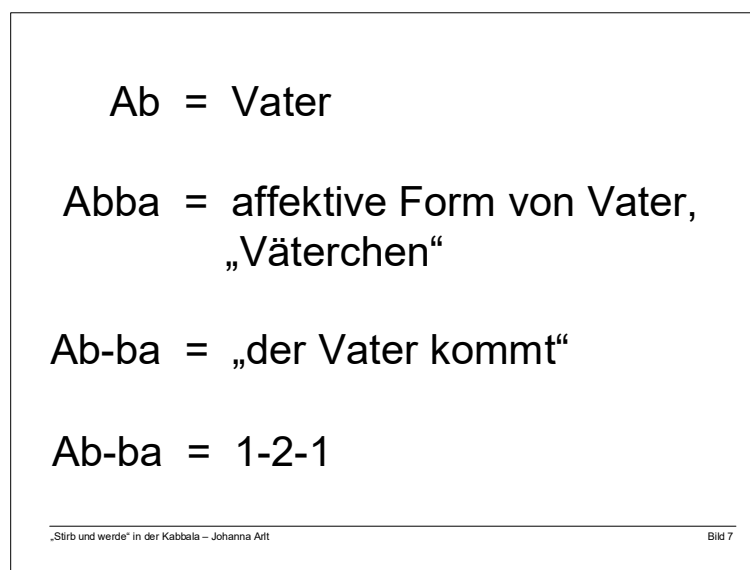 Ab = Vater
Abba = affektive Form von Vater,
„Väterchen“
Ab-ba = „der Vater kommt“
Ab-ba = 1-2-1
„Stirb und werde“ in der Kabbala – Johanna Arlt Bild 7